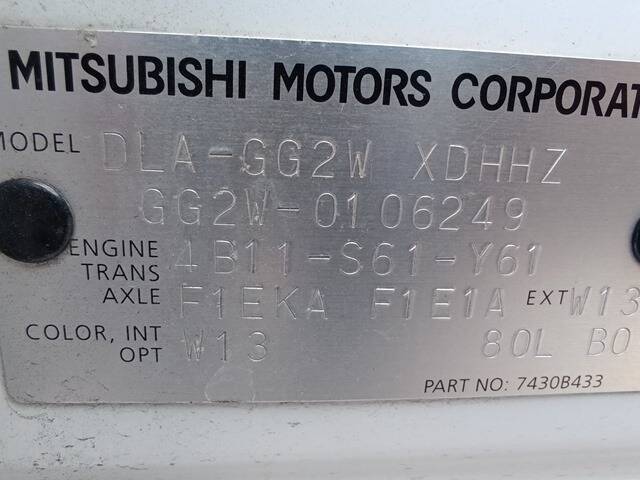 MITSUBISHI MOTORS CORPORAT
MODEL DLA-GG2W XDHHZ
GG2W-0106249
ENGINE 4B11-S61-Y61
TRANS
AXLE F1EKA F1E1A EXT W13
COLOR, INT W13 80L B0
OPT
PART NO: 7430B433